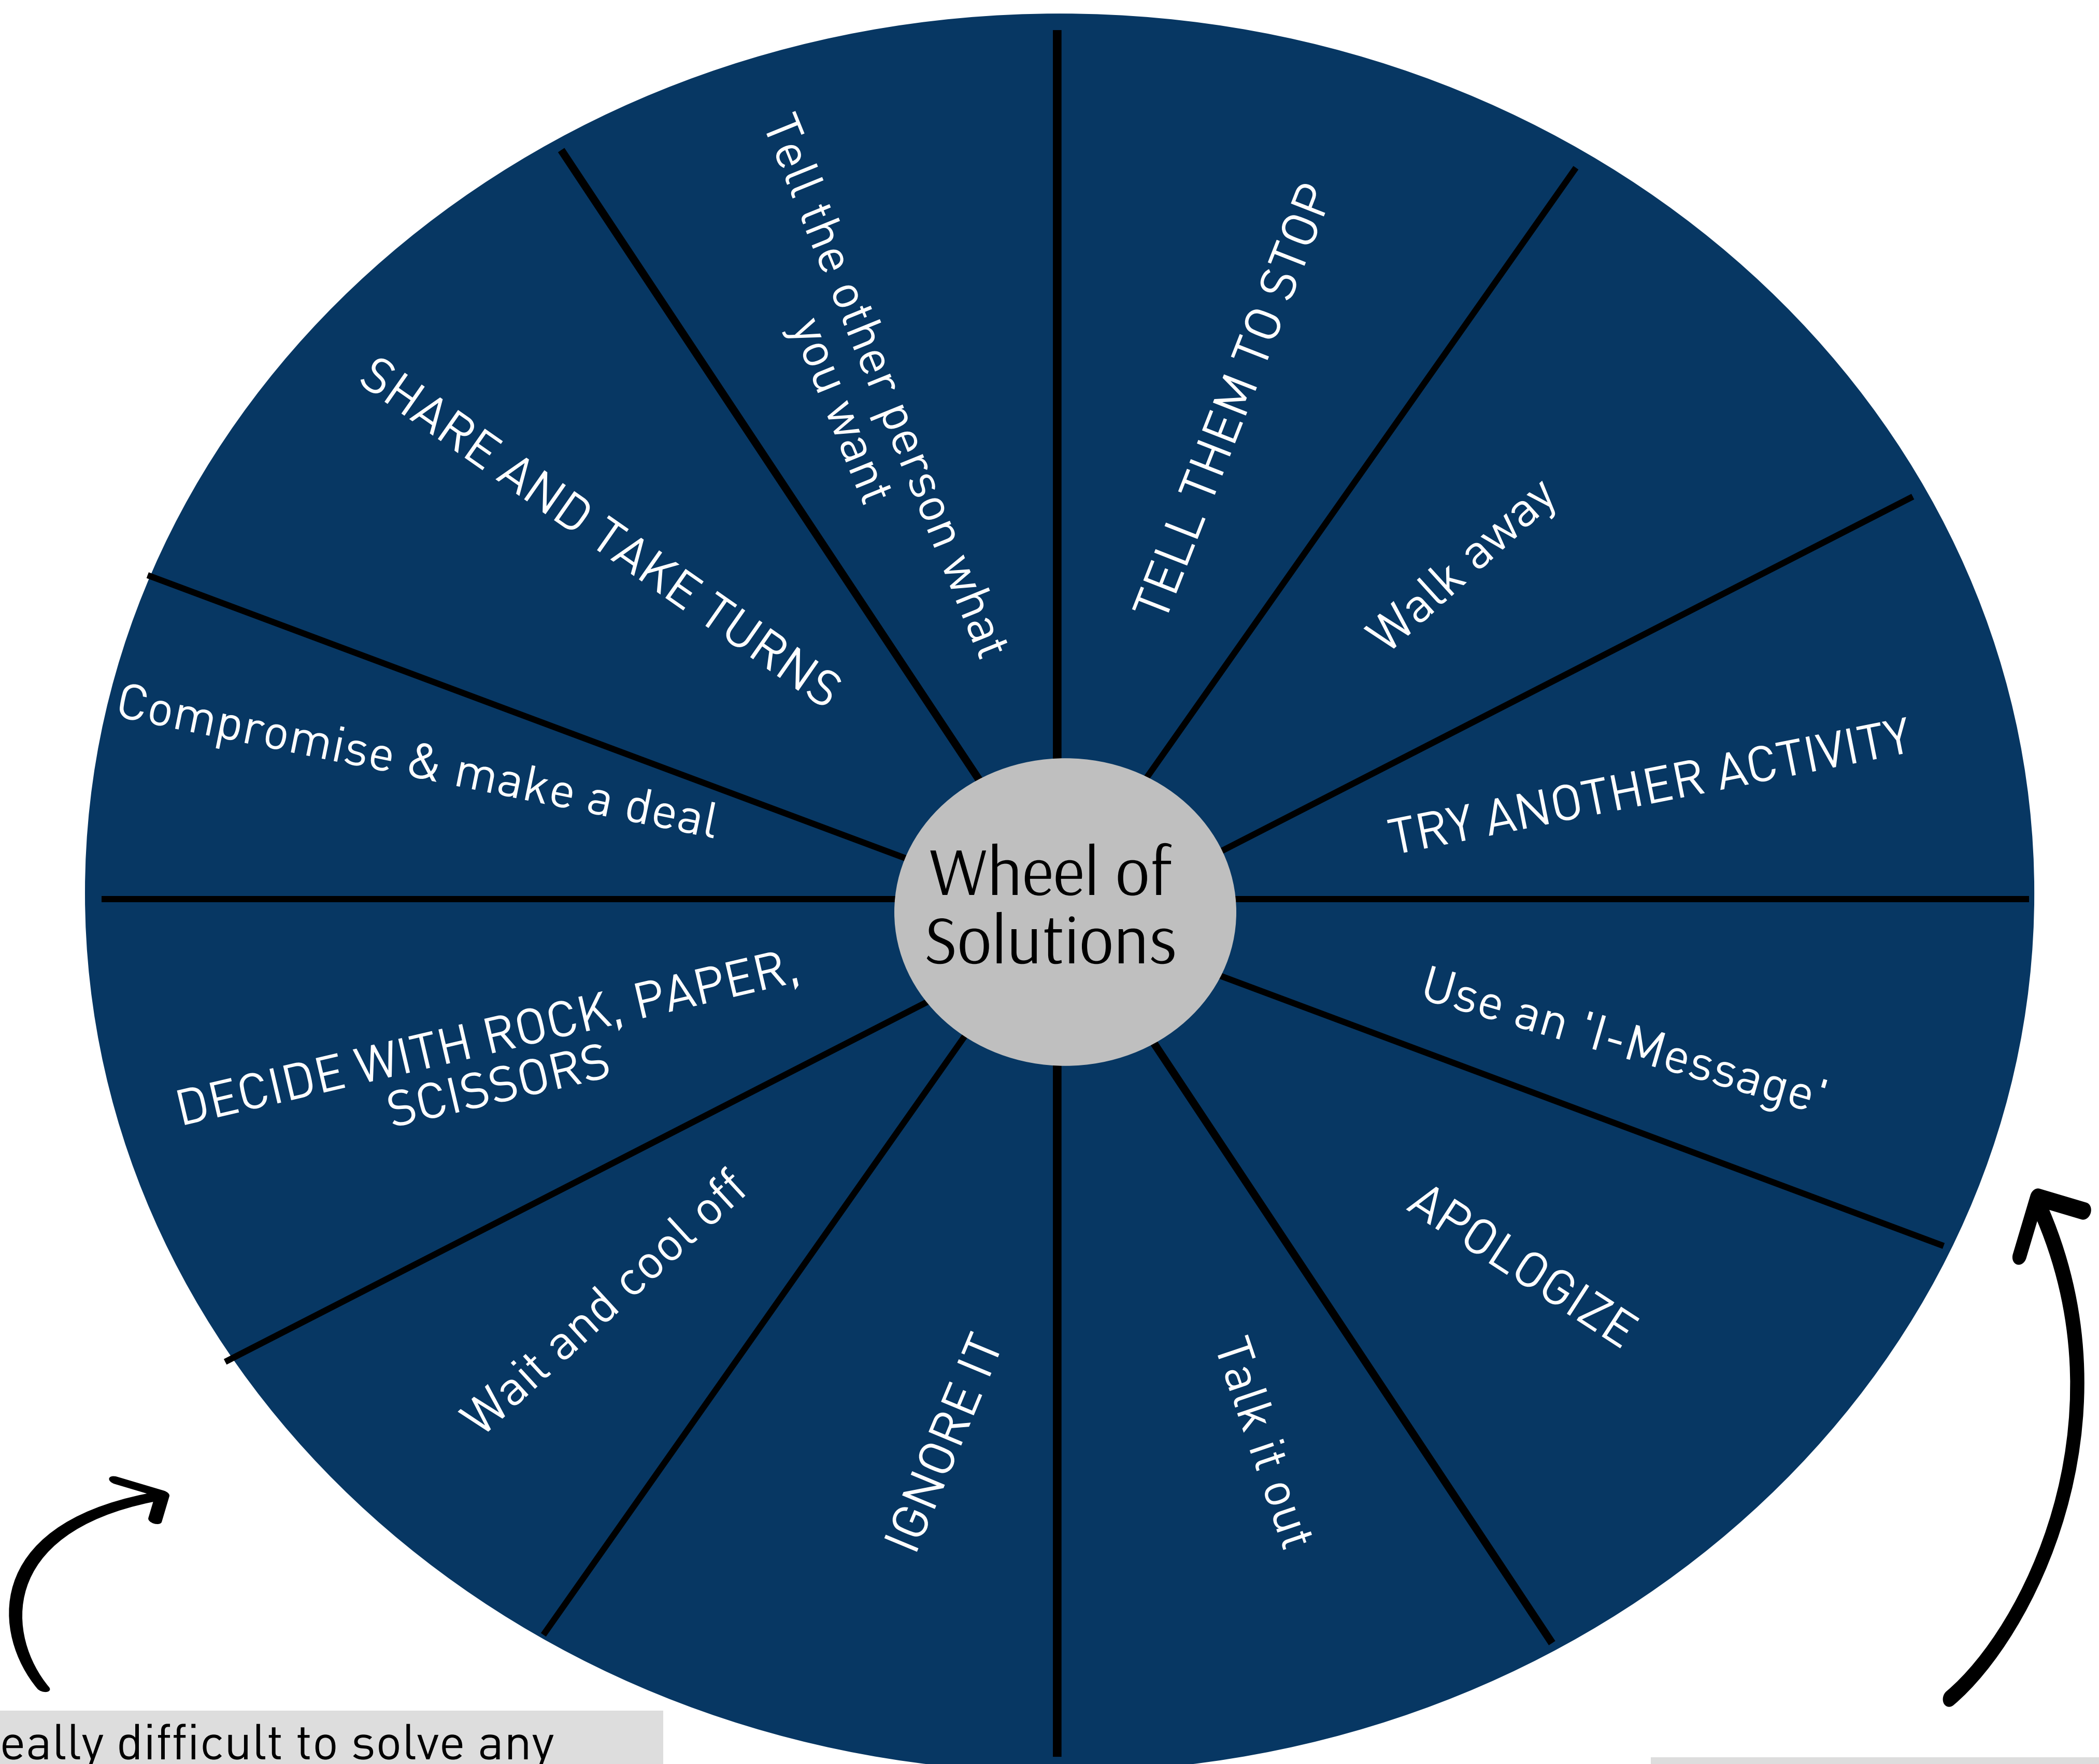 Tell the other person what
you want
TELL THEM TO STOP
Walk away
TRY ANOTHER ACTIVITY
Use an 'I-Message'
APOLOGIZE
Talk it out
IGNORE IT
Wait and cool off
DECIDE WITH ROCK, PAPER,
SCISSORS
Compromise & make a deal
SHARE AND TAKE TURNS
Wheel of
Solutions
eally difficult to solve any